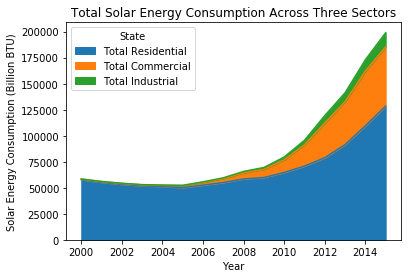 Total Solar Energy Consumption Across Three Sectors
State
Total Residential
Total Commercial
Total Industrial
Solar Energy Consumption (Billion BTU)
200000
175000
150000
125000
100000
75000
50000
25000
0
2000 2002 2004 2006 2008 2010 2012 2014
Year